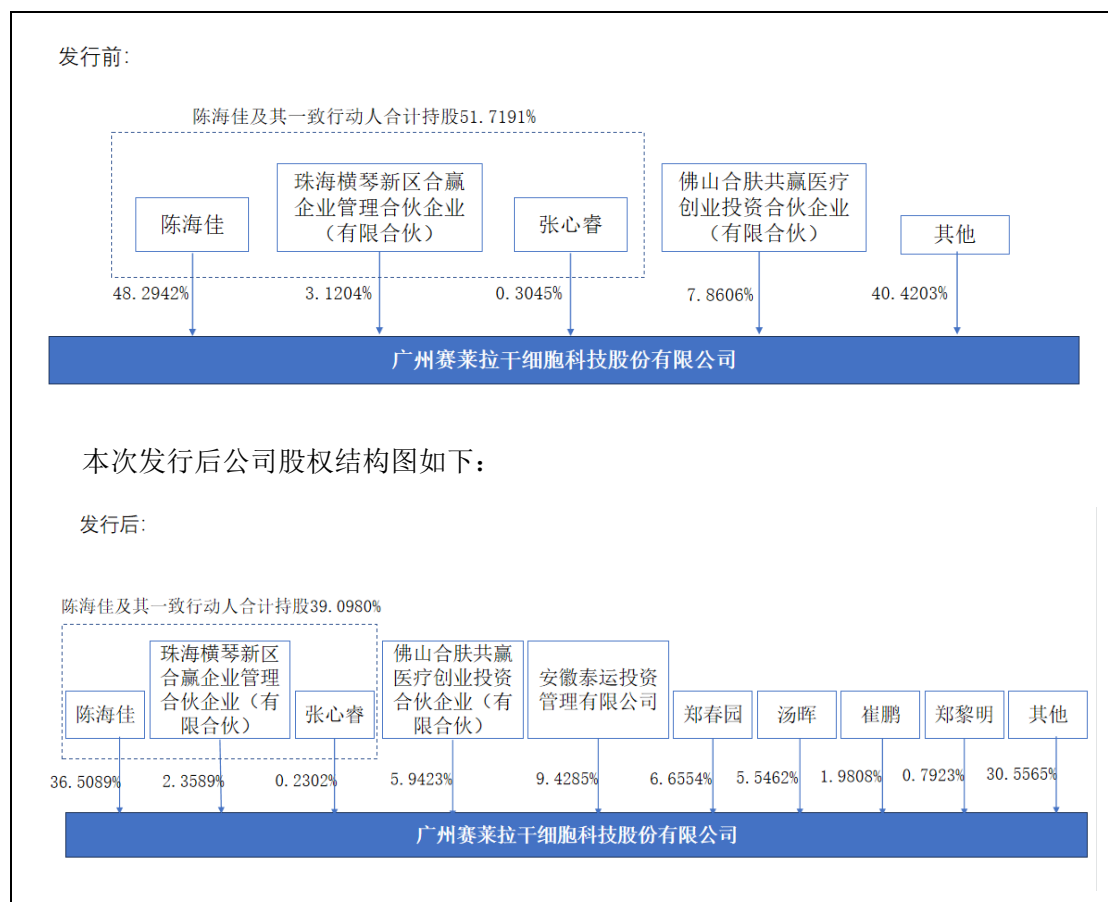 发行前:
陈海佳及其一致行动人合计持股51.7191%
陈海佳
珠海横琴新区合赢
企业管理合伙企业
（有限合伙）
张心睿
佛山合肤共赢医疗
创业投资合伙企业
（有限合伙）
其他
48.2942%
3.1204%
0.3045%
7.8606%
40.4203%
广州赛莱拉干细胞科技股份有限公司
本次发行后公司股权结构图如下：
发行后:
陈海佳及其一致行动人合计持股39.0980%
陈海佳
珠海横琴新区
合赢企业管理
合伙企业（有
限合伙）
张心睿
佛山合肤共赢
医疗创业投资
合伙企业（有
限合伙）
安徽泰运投资
管理有限公司
郑春园
汤晖
崔鹏
郑黎明
其他
36.5089%
2.3589%
0.2302%
5.9423%
9.4285%
6.6554%
5.5462%
1.9808%
0.7923%
30.5565%
广州赛莱拉干细胞科技股份有限公司